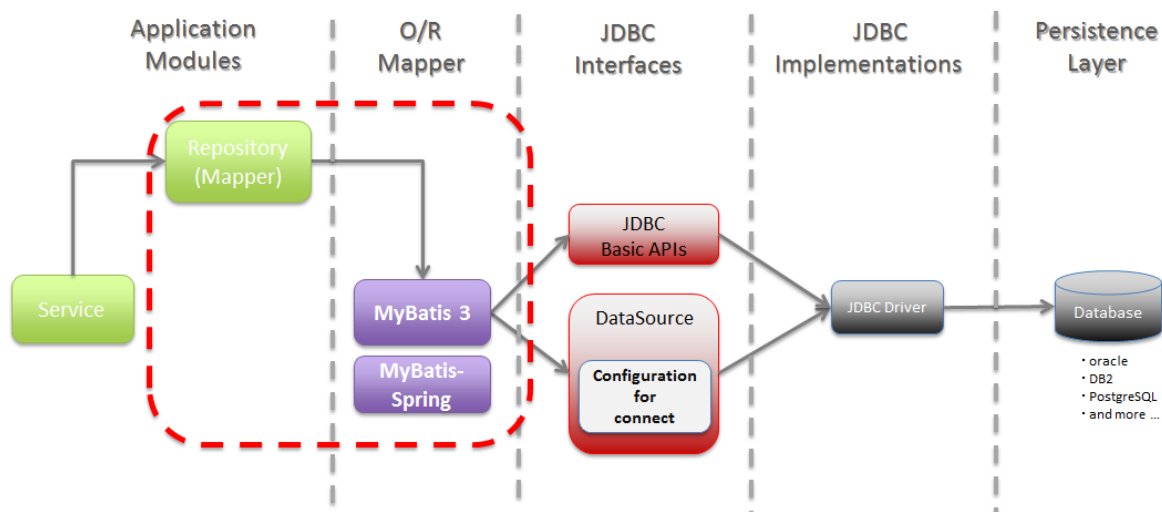 Application
Modules
O/R
Mapper
JDBC
Interfaces
JDBC
Implementations
Persistence
Layer
Repository
(Mapper)
Service
MyBatis 3
MyBatis-
Spring
JDBC
Basic APIs
DataSource
Configuration
for
connect
JDBC Driver
Database
・oracle
・DB2
・PostgreSQL
・and more ...